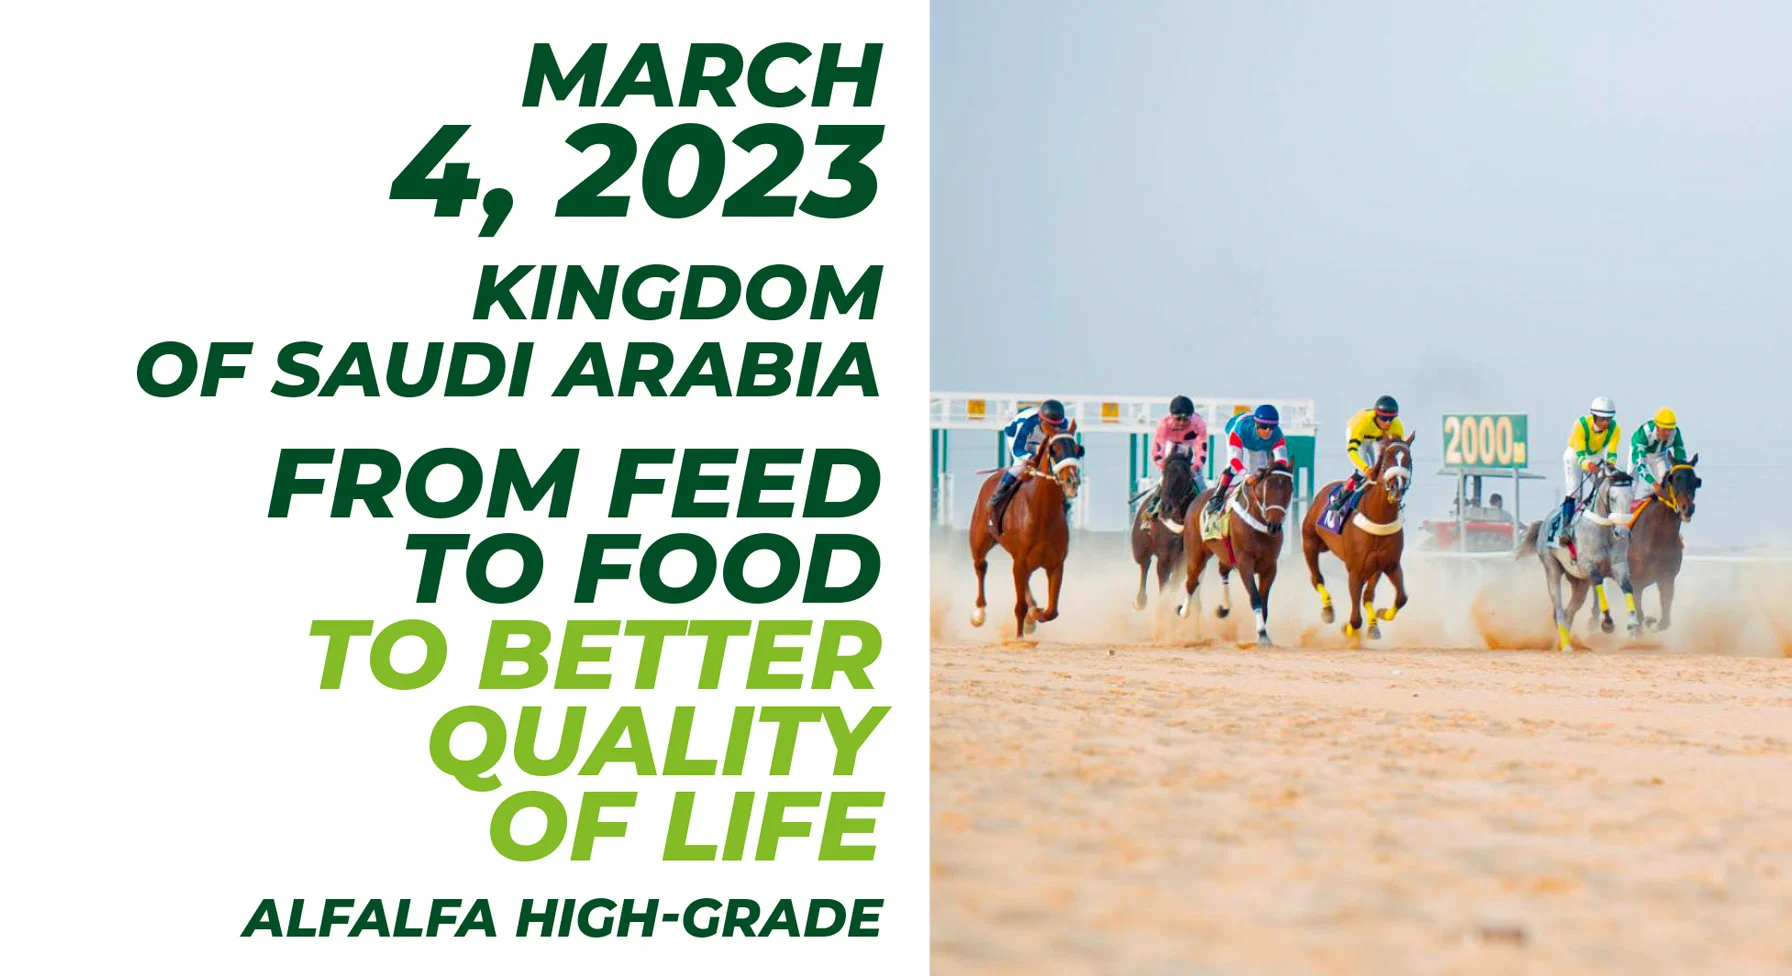 MARCH
4, 2023
KINGDOM
OF SAUDI ARABIA
FROM FEED
TO FOOD
TO BETTER
QUALITY
OF LIFE
ALFALFA HIGH-GRADE
2000M